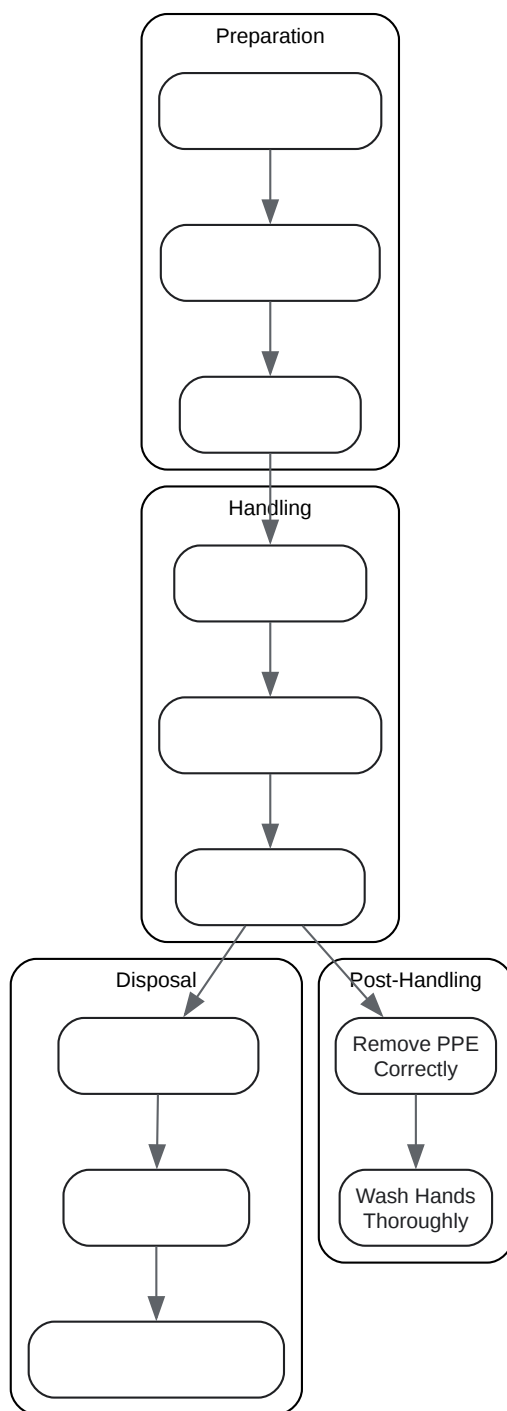 Preparation
Handling
Disposal
Post-Handling
Remove PPE
Correctly
Wash Hands
Thoroughly